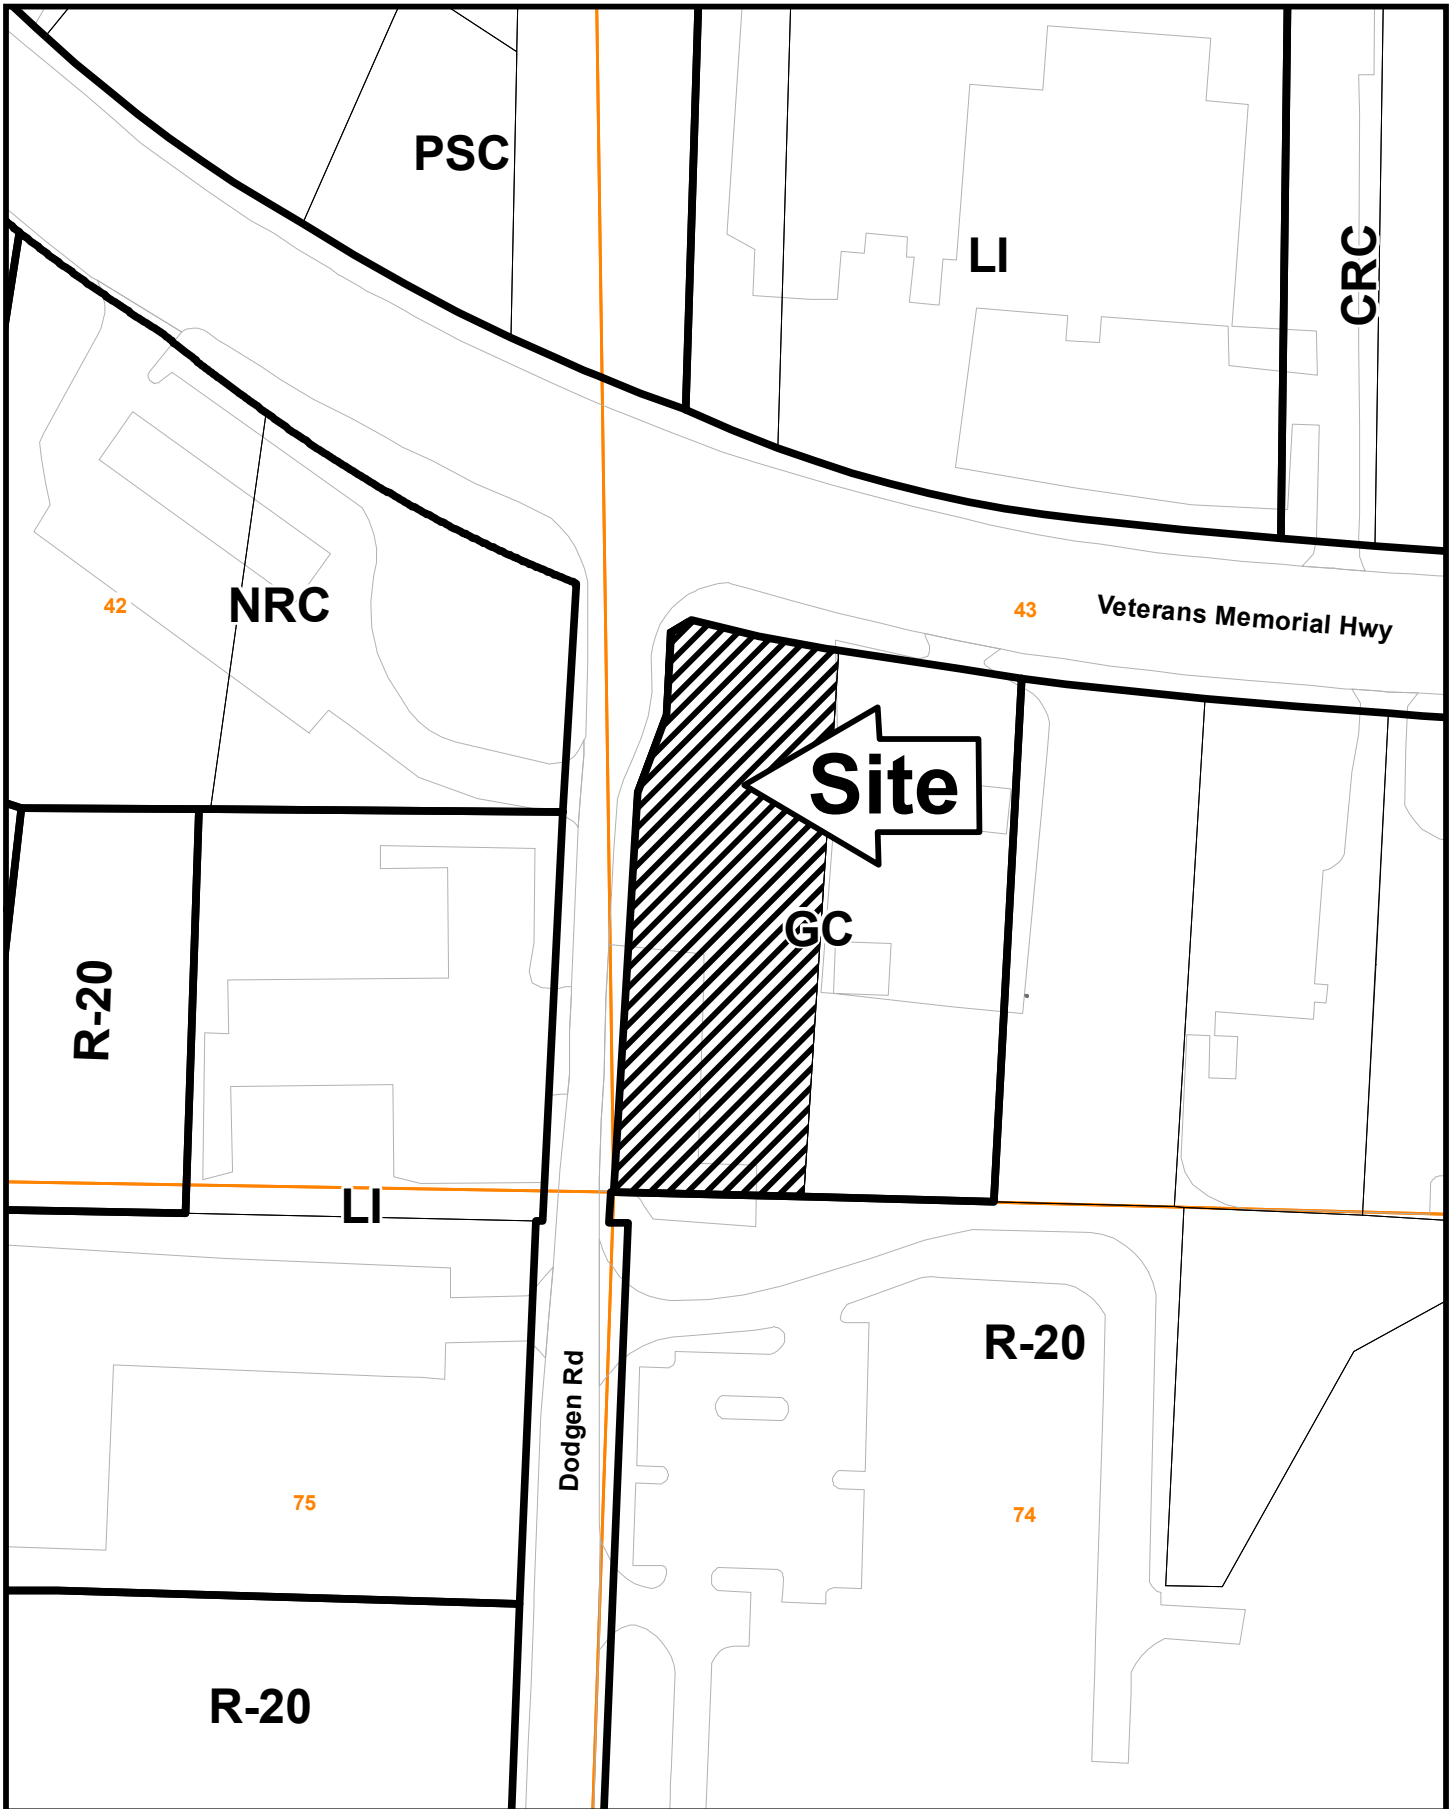 PSC
LI
CRC
42
NRC
43
Veterans Memorial Hwy
Site
GC
R-20
LI
R-20
Dodgen Rd
75
74
R-20